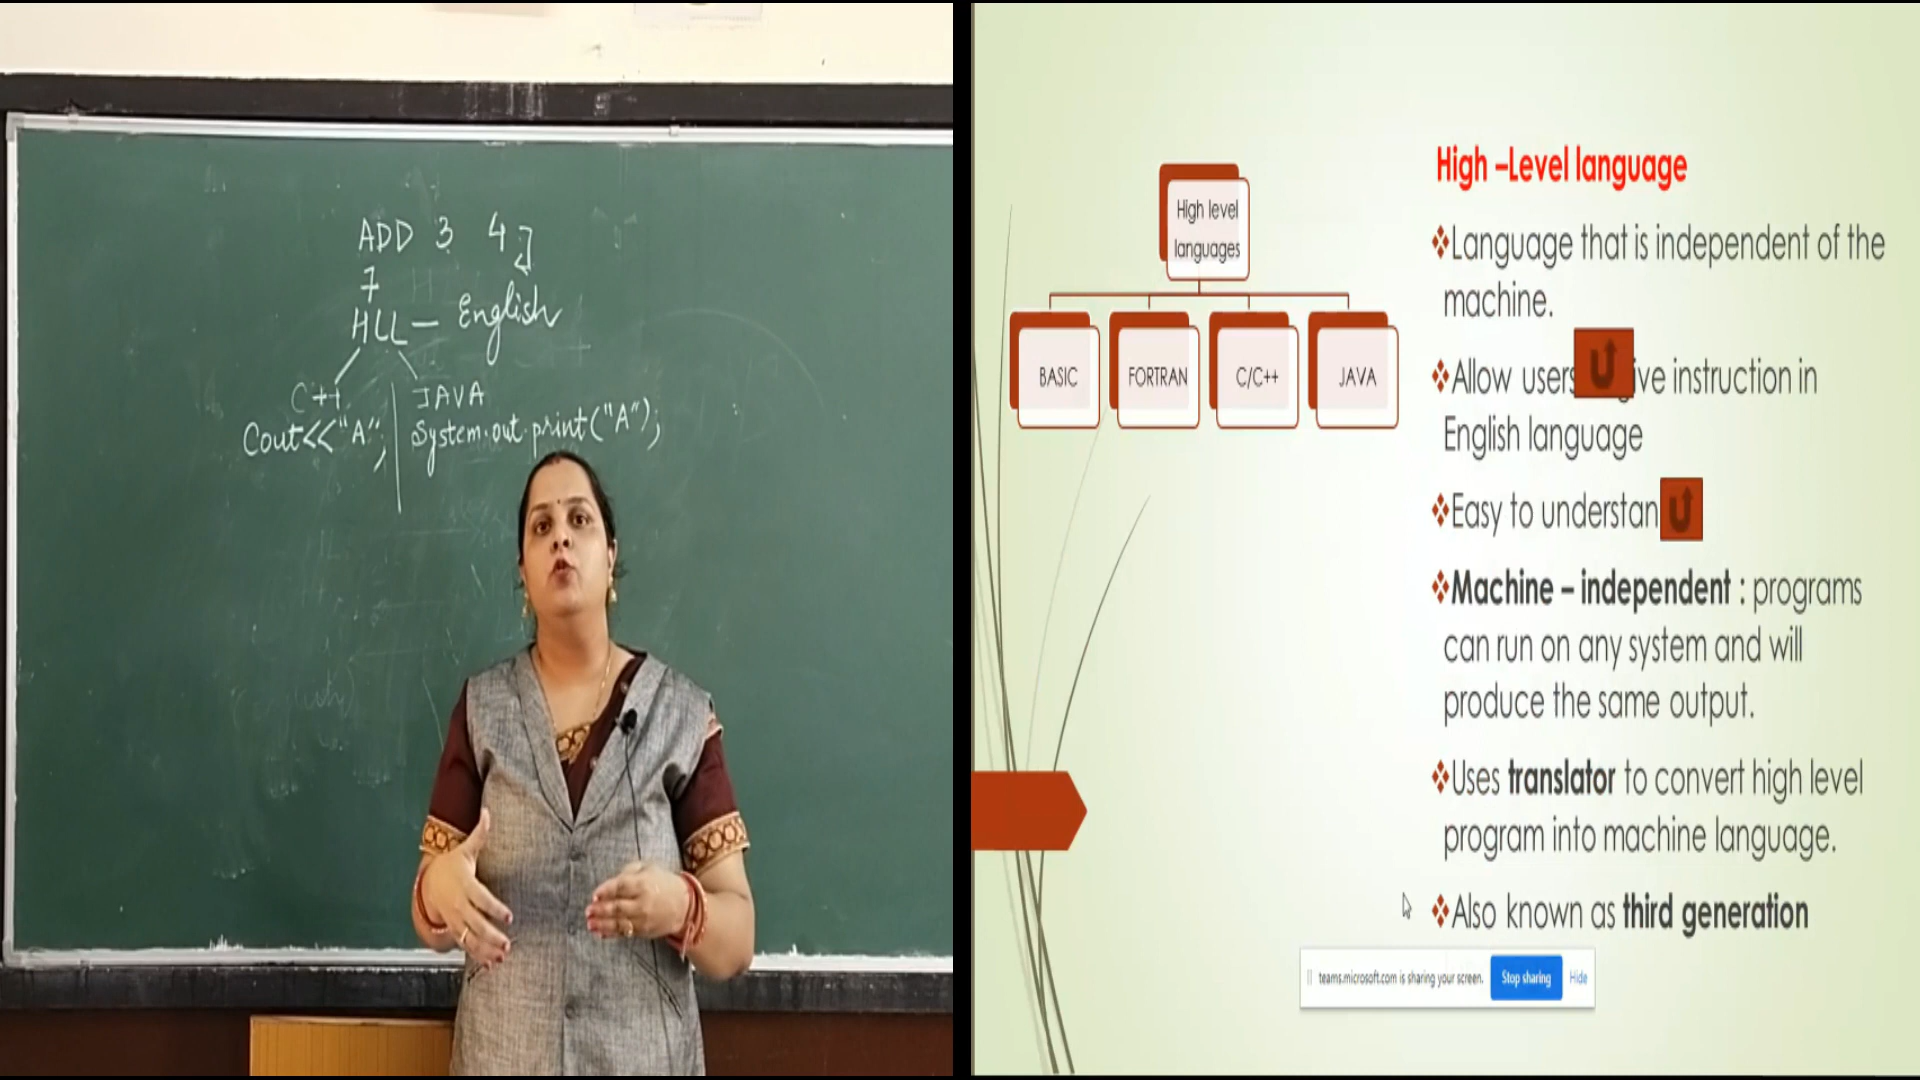 ADD 3 4
7
HLL — English
C++ JAVA
Cout<<"A"; System.out.print("A");
High level
languages
BASIC
FORTRAN
C/C++
JAVA
High –Level language
❖Language that is independent of the
machine.
❖Allow users ive instruction in
English language
❖Easy to understan
❖Machine – independent : programs
can run on any system and will
produce the same output.
❖Uses translator to convert high level
program into machine language.
❖Also known as third generation
teams.microsoft.com is sharing your screen. Stop sharing Hide